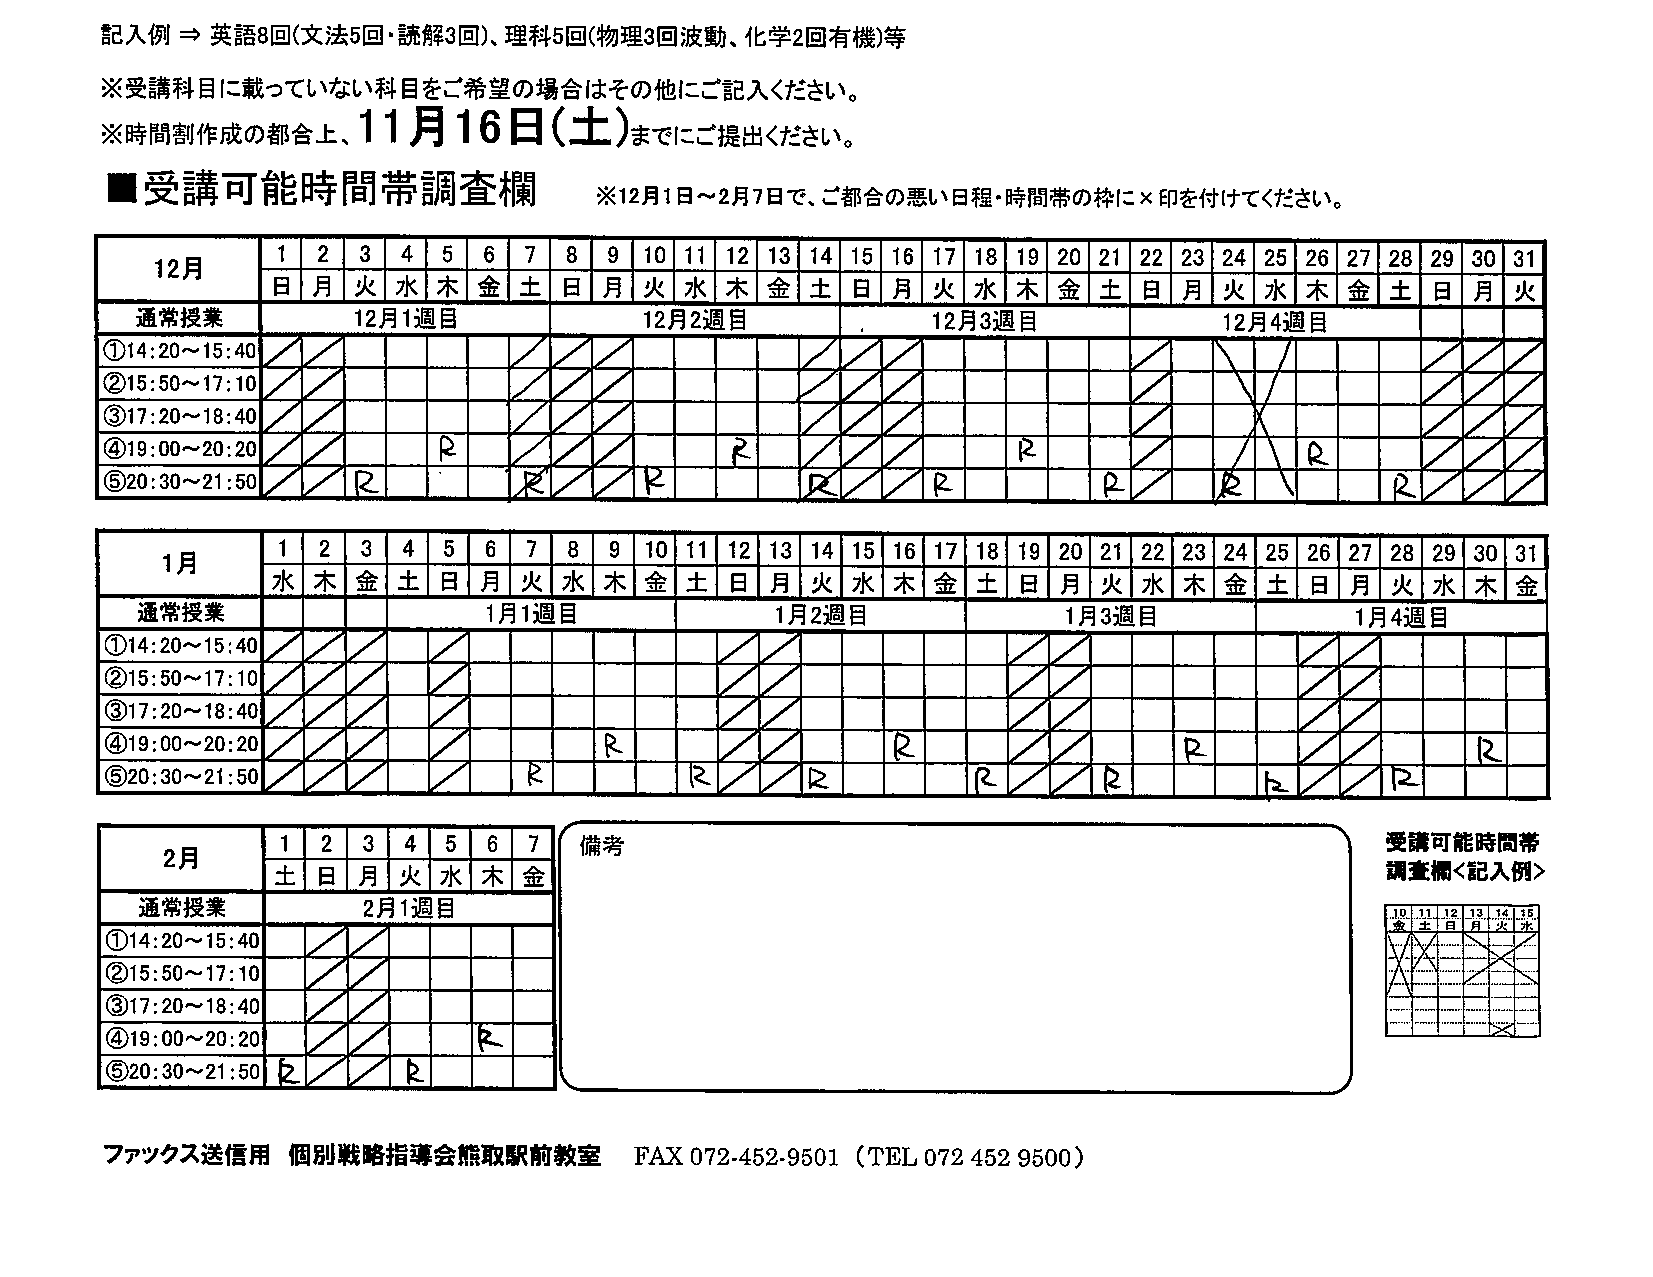 記入例 ⇒ 英語8回(文法5回・読解3回)、理科5回(物理3回波動、化学2回有機)等
※受講科目に載っていない科目をご希望の場合はその他にご記入ください。
※時間割作成の都合上、11月16日(土)までにご提出ください。
■受講可能時間帯調査欄 ※12月1日～2月7日で、ご都合の悪い日程・時間帯の枠に×印を付けてください。
12月 1 2 3 4 5 6 7 8 9 10 11 12 13 14 15 16 17 18 19 20 21 22 23 24 25 26 27 28 29 30 31
日 月 火 水 木 金 土 日 月 火 水 木 金 土 日 月 火 水 木 金 土 日 月 火 水 木 金 土 日 月 火
通常授業 12月1週目 12月2週目 12月3週目 12月4週目
①14:20～15:40
②15:50～17:10
③17:20～18:40
④19:00～20:20 R R R R
⑤20:30～21:50 R R R R R R R R
1月 1 2 3 4 5 6 7 8 9 10 11 12 13 14 15 16 17 18 19 20 21 22 23 24 25 26 27 28 29 30 31
水 木 金 土 日 月 火 水 木 金 土 日 月 火 水 木 金 土 日 月 火 水 木 金 土 日 月 火 水 木 金
通常授業 1月1週目 1月2週目 1月3週目 1月4週目
①14:20～15:40
②15:50～17:10
③17:20～18:40
④19:00～20:20 R R R R
⑤20:30～21:50 R R R R R R R
2月 1 2 3 4 5 6 7
土 日 月 火 水 木 金
通常授業 2月1週目
①14:20～15:40
②15:50～17:10
③17:20～18:40
④19:00～20:20 R
⑤20:30～21:50 R R
備考
受講可能時間帯
調査欄<記入例>
10 11 12 13 14 15
金 土 日 月 火 水
ファックス送信用 個別戦略指導会熊取駅前教室 FAX 072-452-9501 (TEL 072 452 9500)